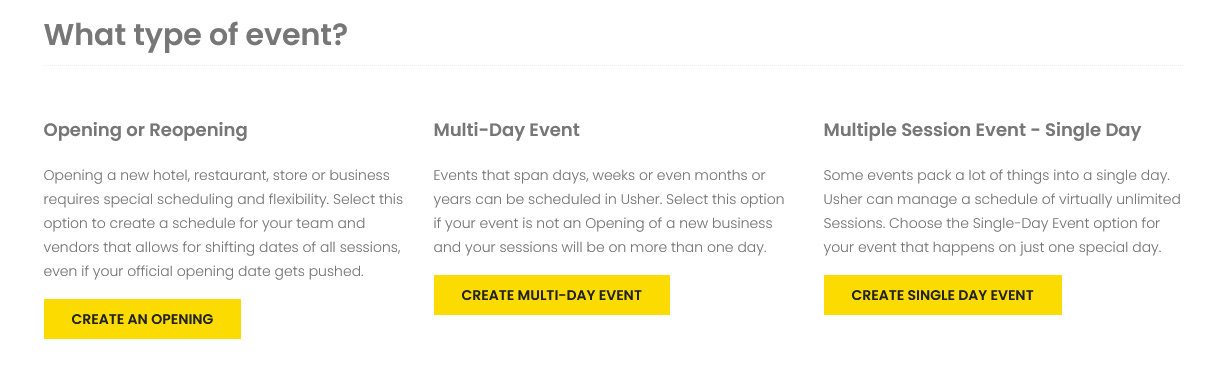 What type of event?
Opening or Reopening
Opening a new hotel, restaurant, store or business
requires special scheduling and flexibility. Select this
option to create a schedule for your team and
vendors that allows for shifting dates of all sessions,
even if your official opening date gets pushed.
CREATE AN OPENING
Multi-Day Event
Events that span days, weeks or even months or
years can be scheduled in Usher. Select this option
if your event is not an Opening of a new business
and your sessions will be on more than one day.
CREATE MULTI-DAY EVENT
Multiple Session Event - Single Day
Some events pack a lot of things into a single day.
Usher can manage a schedule of virtually unlimited
Sessions. Choose the Single-Day Event option for
your event that happens on just one special day.
CREATE SINGLE DAY EVENT